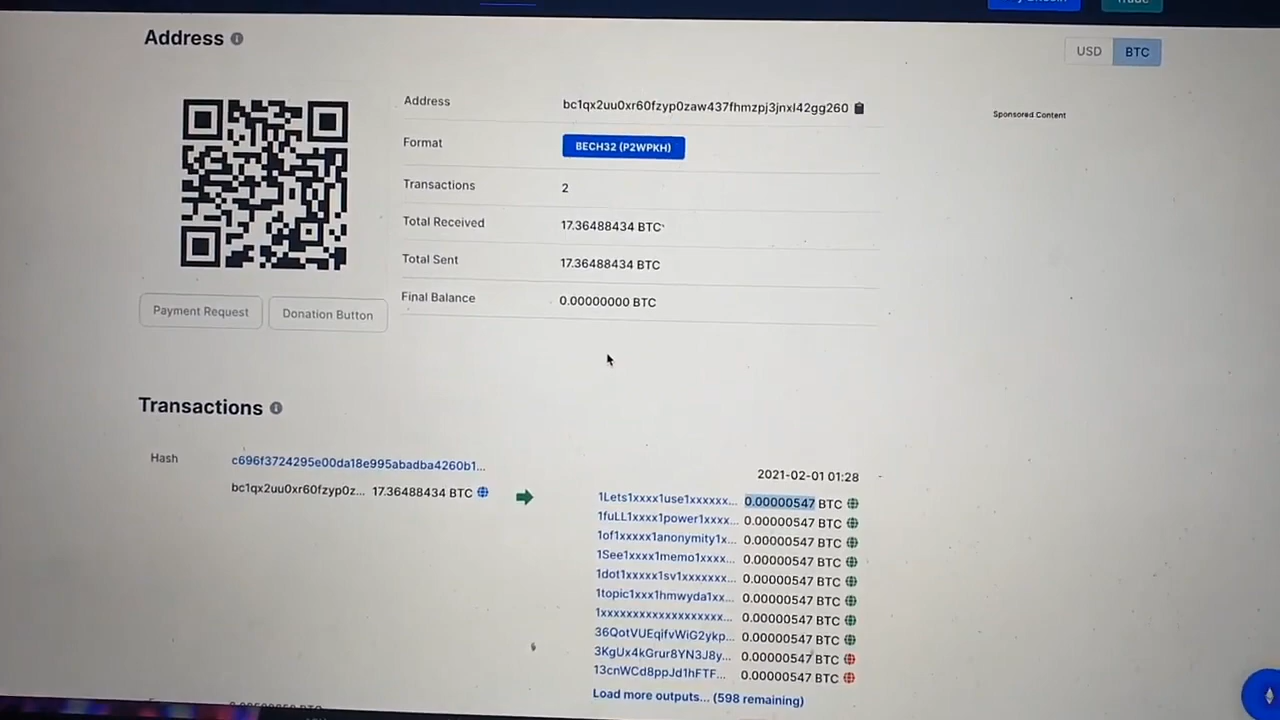 Address
USD
BTC
Address
bc1qx2uu0xr60fzyp0zaw437fhmzpj3jnxl42gg260
Sponsored Content
Format
BECH32 (P2WPKH)
Transactions
2
Total Received
17.36488434 BTC
Total Sent
17.36488434 BTC
Final Balance
0.00000000 BTC
Payment Request
Donation Button
Transactions
Hash
c696f3724295e00da18e995abadba4260b1...
2021-02-01 01:28
bc1qx2uu0xr60fzyp0z... 17.36488434 BTC
1Lets1xxxx1use1xxxxxx... 0.00000547 BTC
1fuLL1xxxx1power1xxxx... 0.00000547 BTC
1of1xxxxx1anonymity1x... 0.00000547 BTC
1See1xxxx1memo1xxxx... 0.00000547 BTC
1dot1xxxxx1sv1xxxxxxx... 0.00000547 BTC
1topic1xxx1hmwyda1xx... 0.00000547 BTC
1xxxxxxxxxxxxxxxxxxx... 0.00000547 BTC
36QotVUEqifvWiG2ykp... 0.00000547 BTC
3KgUx4kGrur8YN3J8y... 0.00000547 BTC
13cnWCd8ppJd1hFTF... 0.00000547 BTC
Load more outputs... (598 remaining)